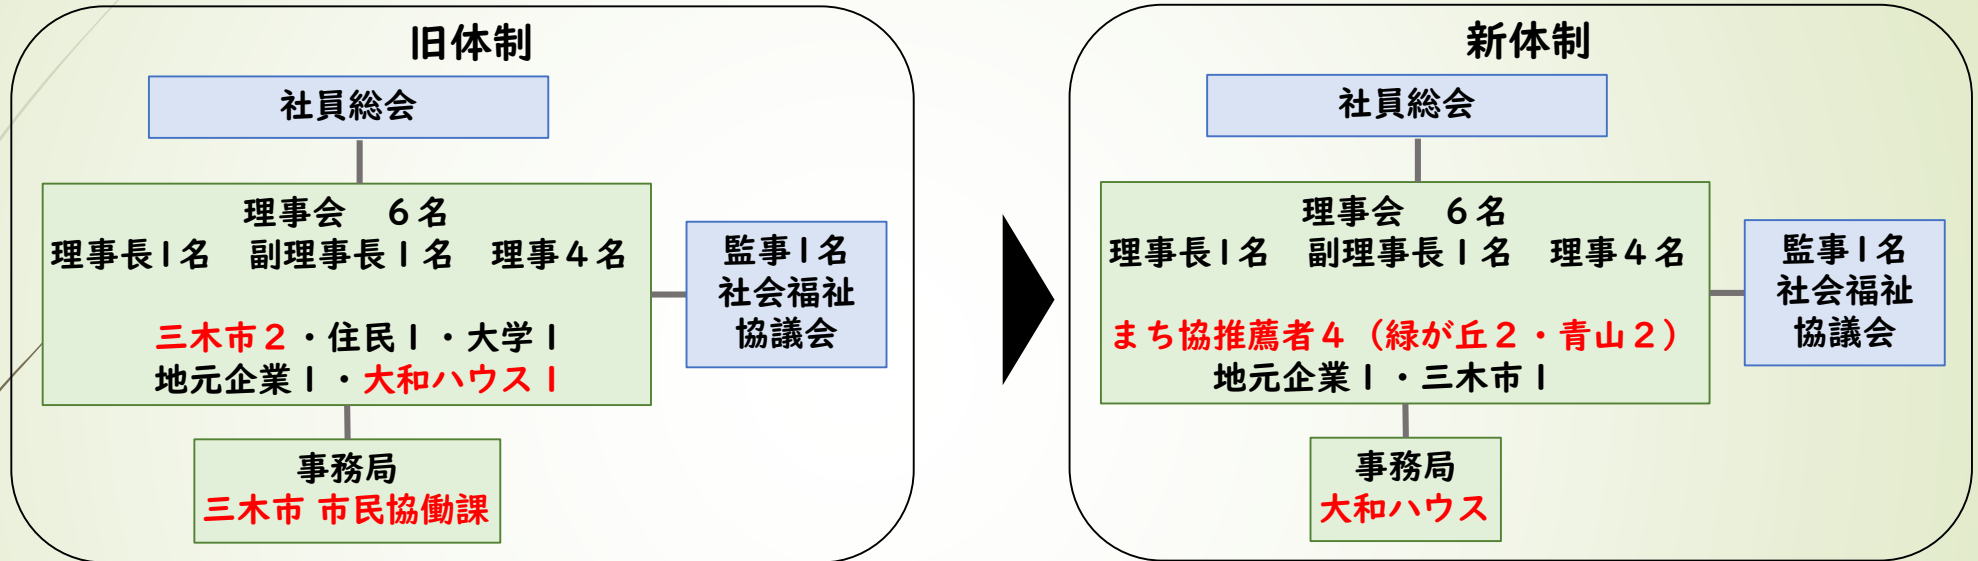 旧体制
社員総会
理事会　６名
理事長1名　副理事長１名　理事４名
三木市２・住民１・大学１
地元企業１・大和ハウス１
監事1名
社会福祉
協議会
事務局
三木市 市民協働課
新体制
社員総会
理事会　６名
理事長1名　副理事長１名　理事４名
まち協推薦者４（緑が丘２・青山２）
地元企業１・三木市１
監事1名
社会福祉
協議会
事務局
大和ハウス